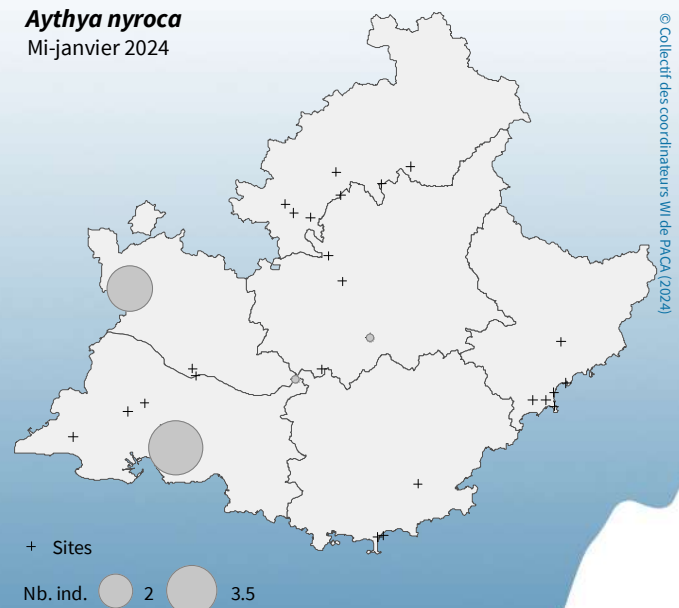 Aythya nyroca
Mi-janvier 2024
© Collectif des coordinateurs WI de PACA (2024)
+ Sites
Nb. ind. 2 3.5